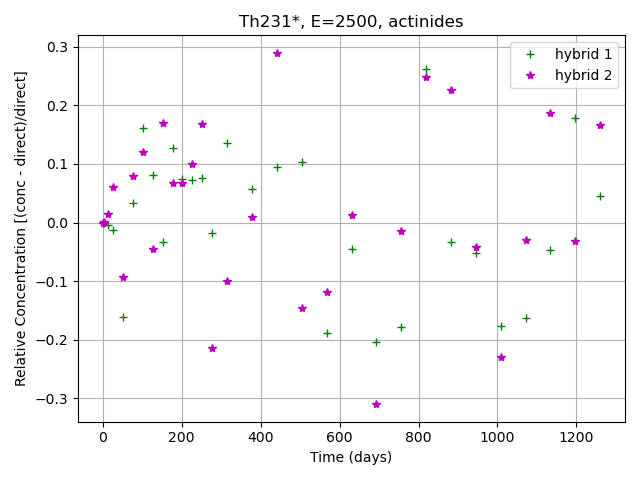 Th231*, E=2500, actinides
hybrid 1
hybrid 2
Relative Concentration [(conc - direct)/direct]
0.3
0.2
0.1
0.0
−0.1
−0.2
−0.3
0 200 400 600 800 1000 1200
Time (days)